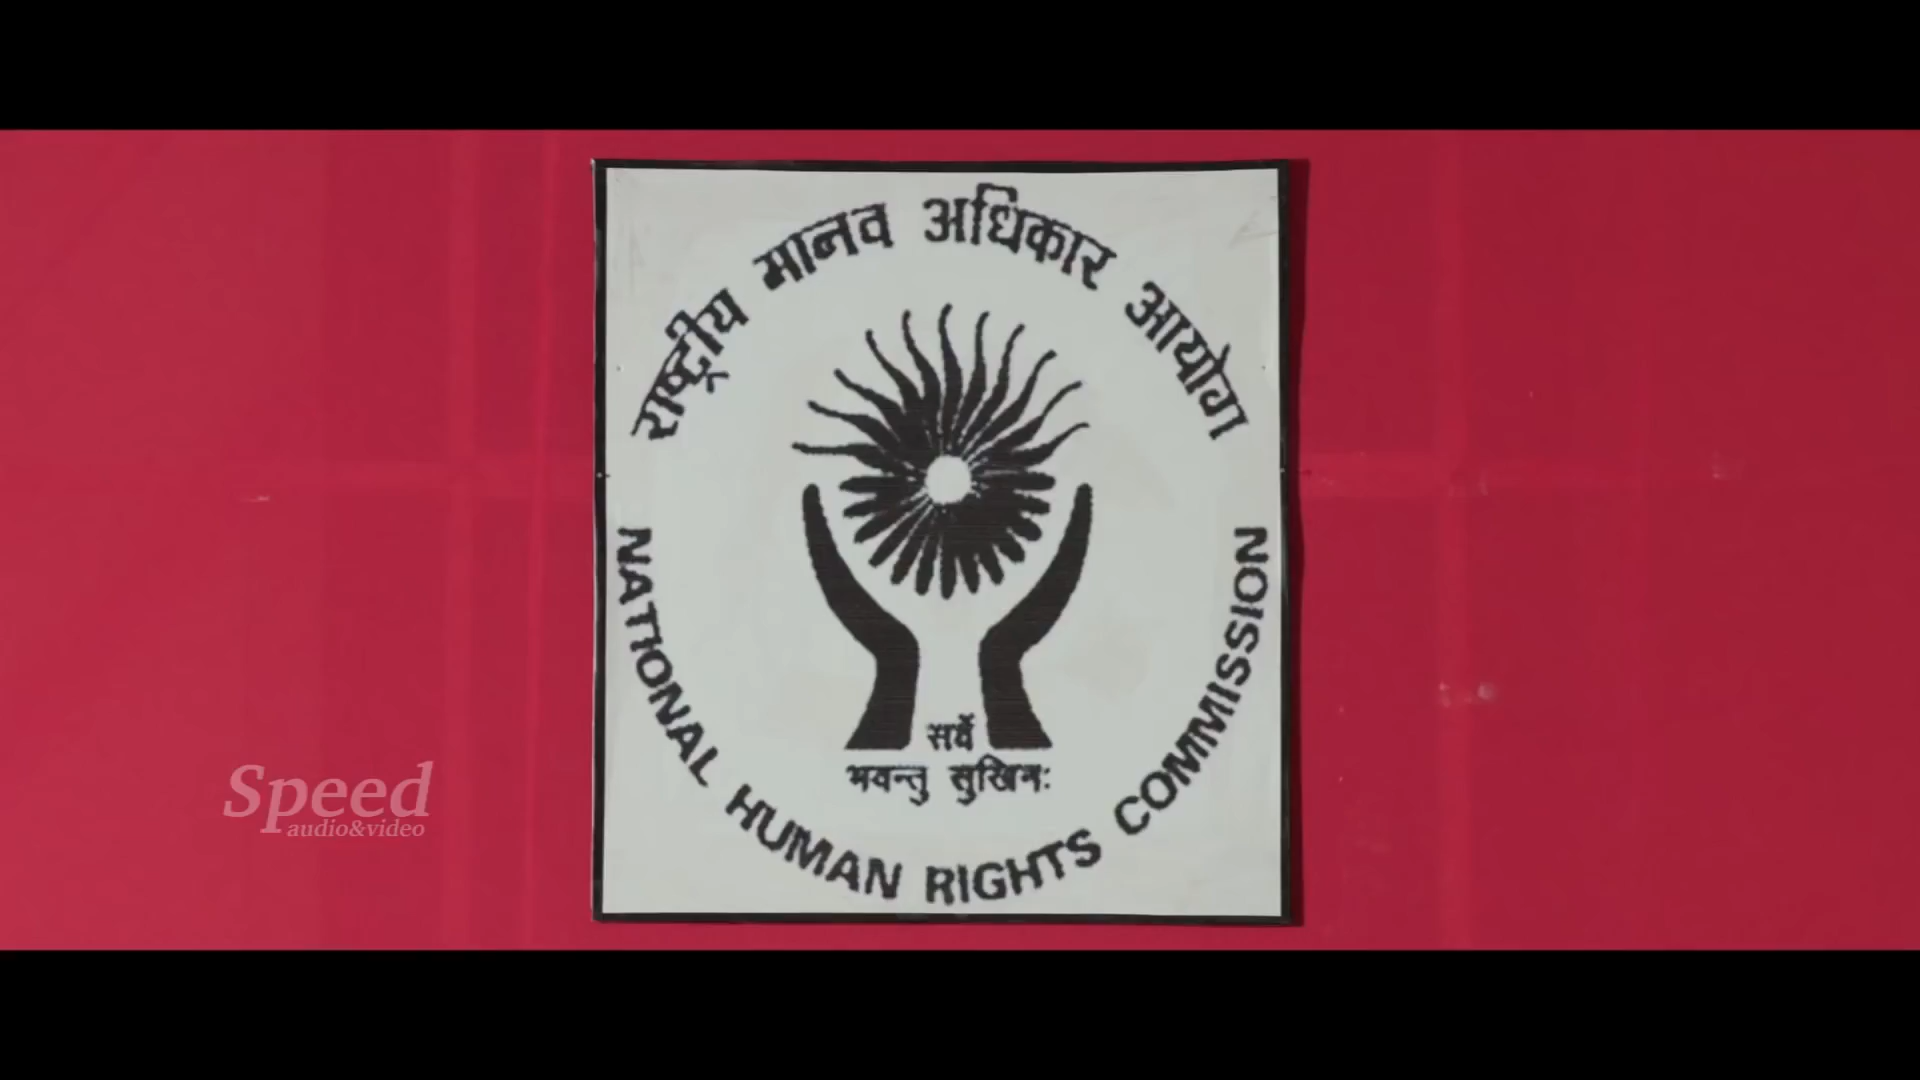 राष्ट्रीय मानव अधिकार आयोग
सर्वे
भवन्तु सुखिनः
NATIONAL HUMAN RIGHTS COMMISSION
Speed
audio&video